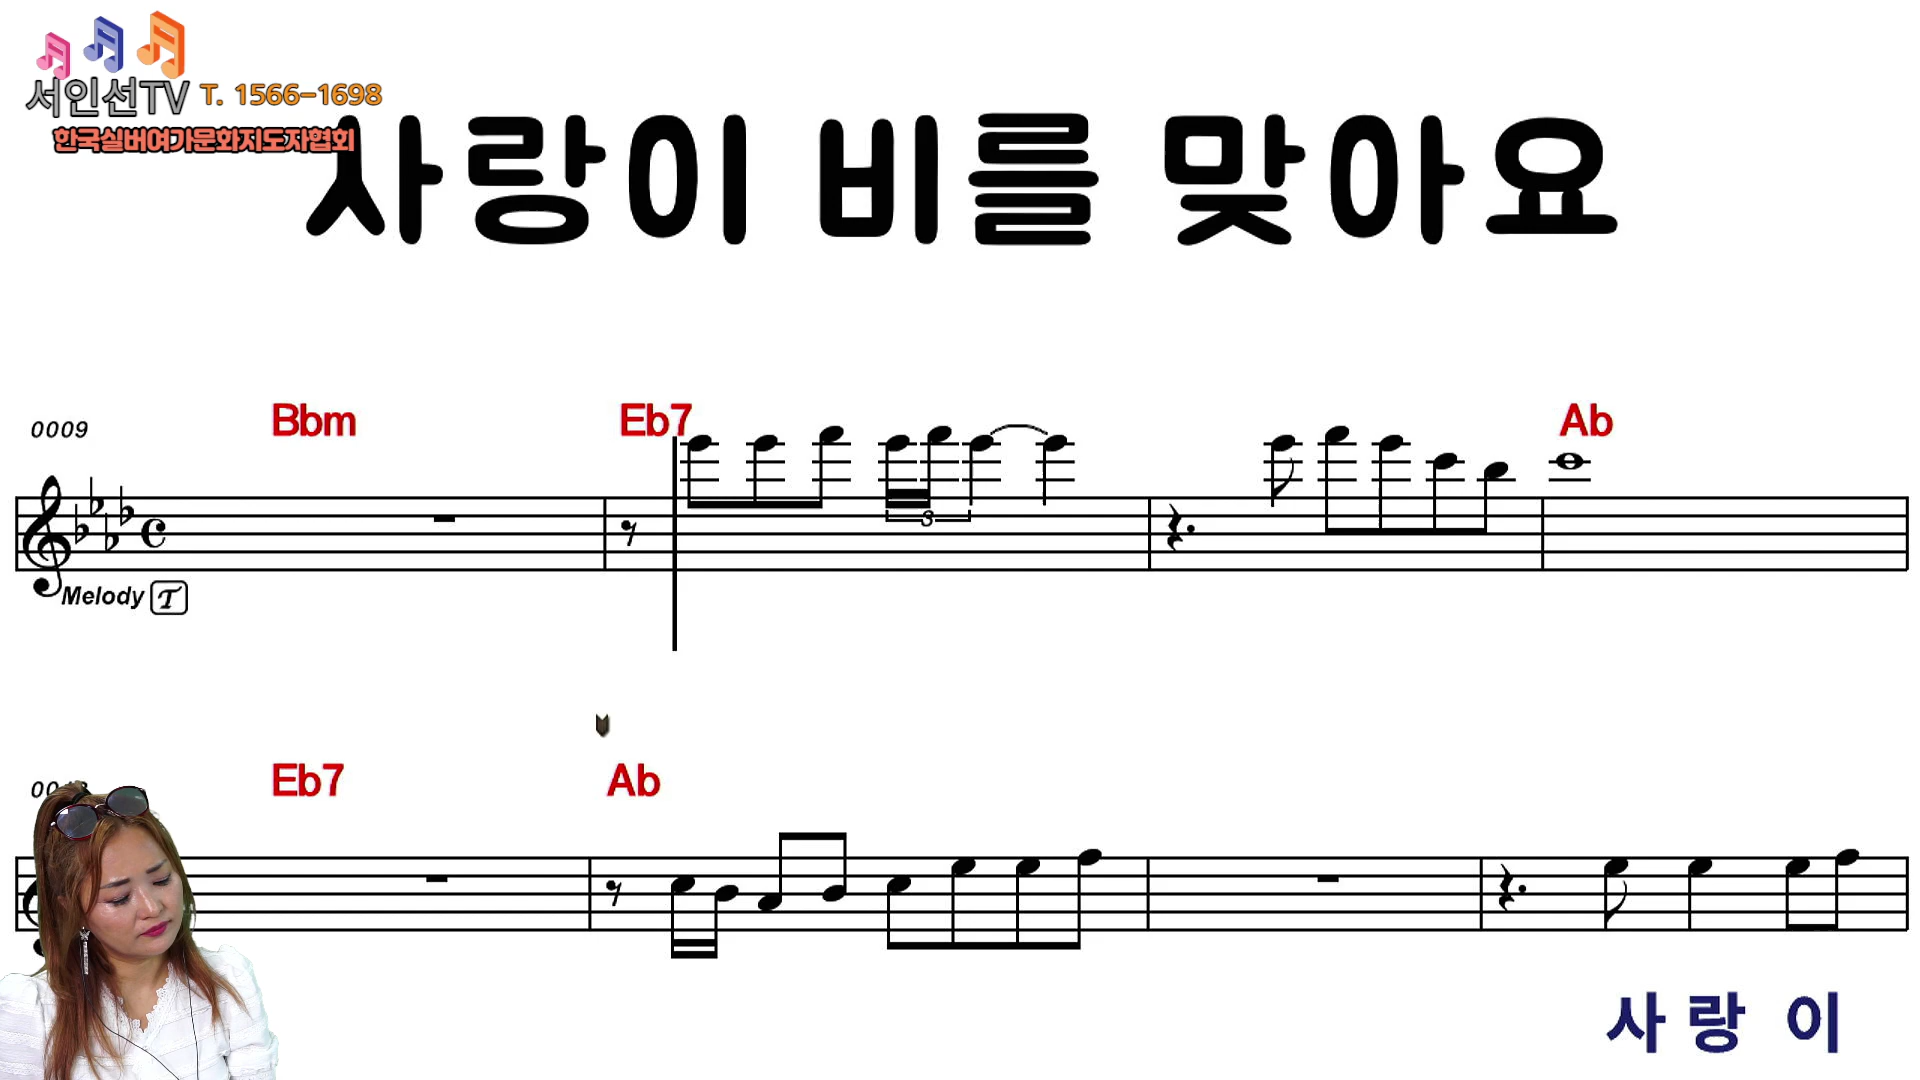 서인선TV T. 1566-1698
한국실버여가문화지도자협회
사랑이 비를 맞아요
0009 Bbm Eb7 Ab
3
Melody T
Eb7 Ab
사 랑 이